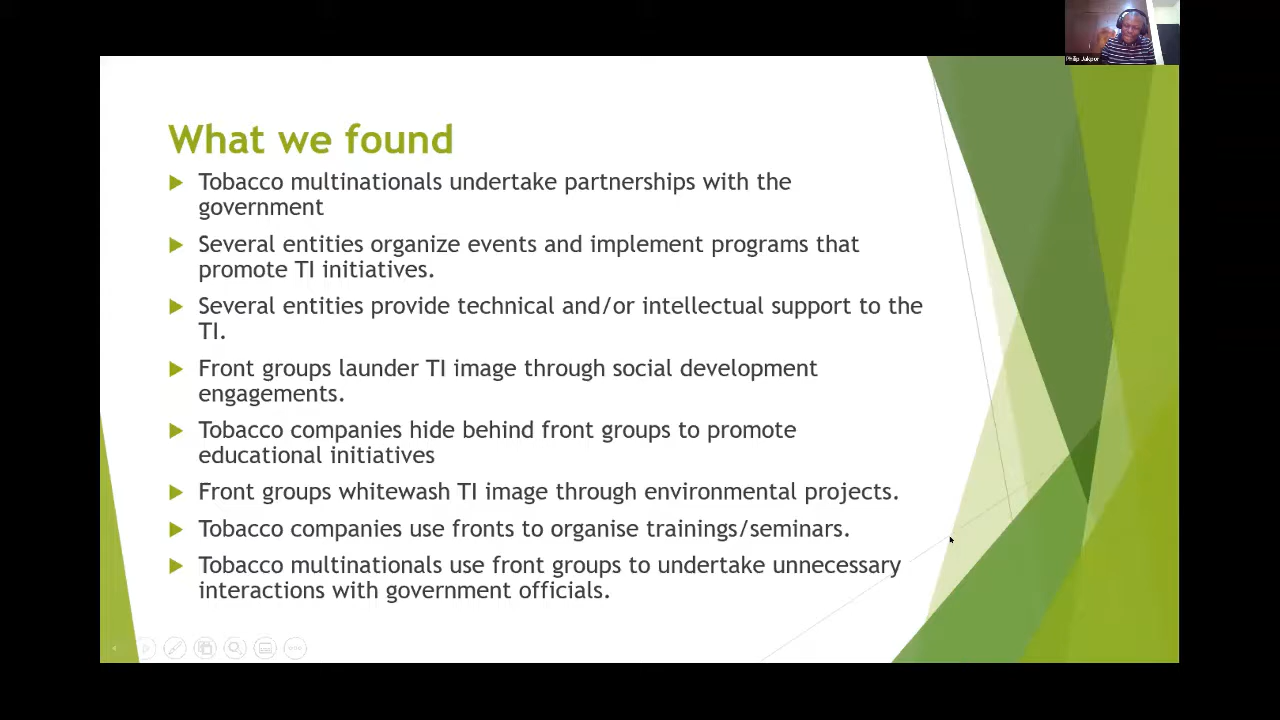 Philip Jakpor
What we found
Tobacco multinationals undertake partnerships with the
government
Several entities organize events and implement programs that
promote TI initiatives.
Several entities provide technical and/or intellectual support to the
TI.
Front groups launder TI image through social development
engagements.
Tobacco companies hide behind front groups to promote
educational initiatives
Front groups whitewash TI image through environmental projects.
Tobacco companies use fronts to organise trainings/seminars.
Tobacco multinationals use front groups to undertake unnecessary
interactions with government officials.